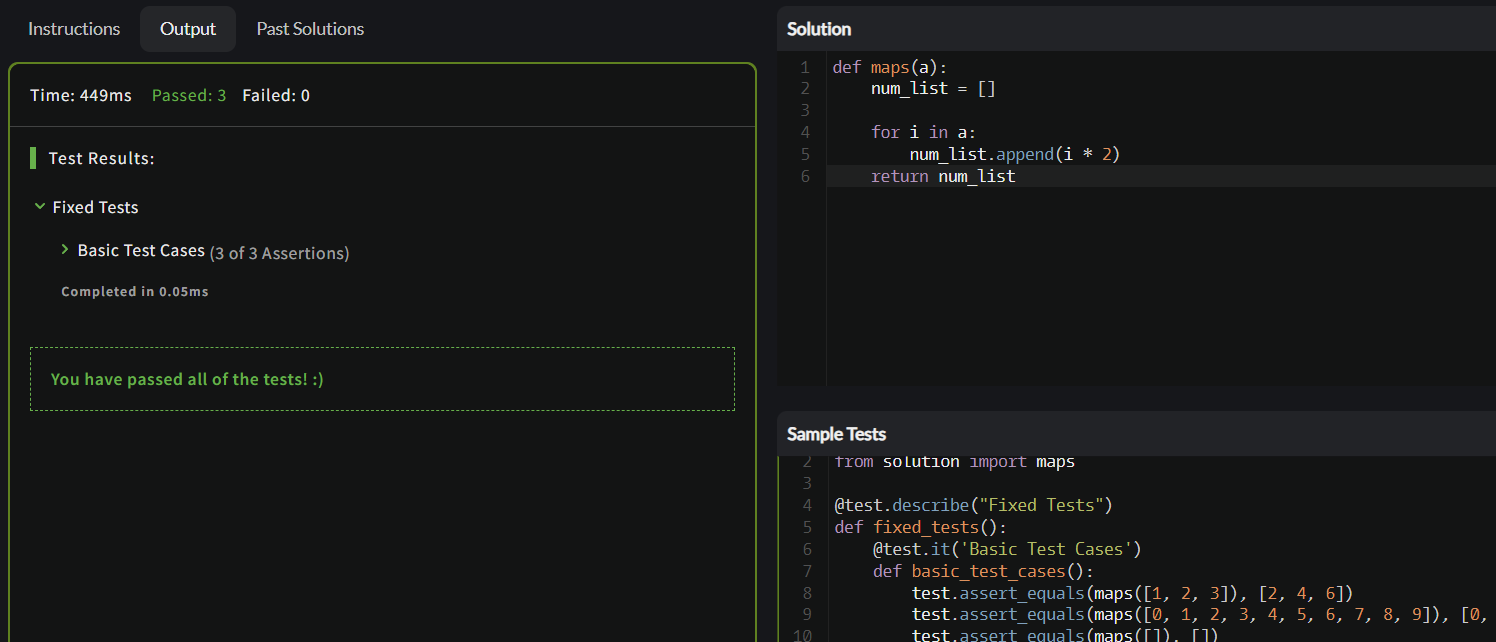 Instructions Output Past Solutions
Time: 449ms Passed: 3 Failed: 0
Test Results:
Fixed Tests
Basic Test Cases (3 of 3 Assertions)
Completed in 0.05ms
You have passed all of the tests! :)
Solution
1 def maps(a):
2     num_list = []
3
4     for i in a:
5         num_list.append(i * 2)
6     return num_list
Sample Tests
2 from solution import maps
3
4 @test.describe("Fixed Tests")
5 def fixed_tests():
6     @test.it('Basic Test Cases')
7     def basic_test_cases():
8         test.assert_equals(maps([1, 2, 3]), [2, 4, 6])
9         test.assert_equals(maps([0, 1, 2, 3, 4, 5, 6, 7, 8, 9]), [0,
10         test.assert_equals(maps([]), [])